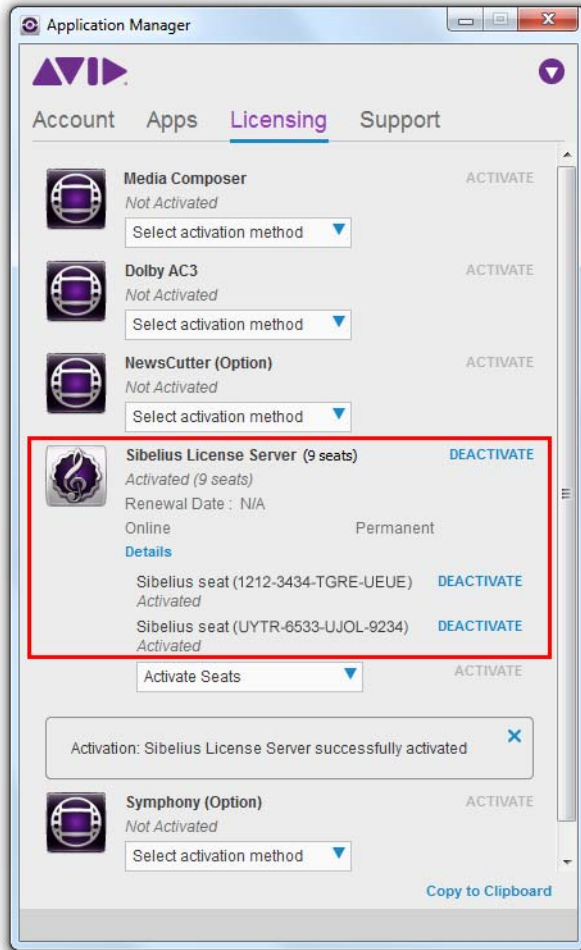 Application Manager
AVID
Account Apps Licensing Support
Media Composer ACTIVATE
Not Activated
Select activation method
Dolby AC3 ACTIVATE
Not Activated
Select activation method
NewsCutter (Option) ACTIVATE
Not Activated
Select activation method
Sibelius License Server (9 seats) DEACTIVATE
Activated (9 seats)
Renewal Date : N/A
Online Permanent
Details
Sibelius seat (1212-3434-TGRE-UEUE) DEACTIVATE
Activated
Sibelius seat (UYTR-6533-UJOL-9234) DEACTIVATE
Activated
Activate Seats ACTIVATE
Activation: Sibelius License Server successfully activated
Symphony (Option) ACTIVATE
Not Activated
Select activation method
Copy to Clipboard